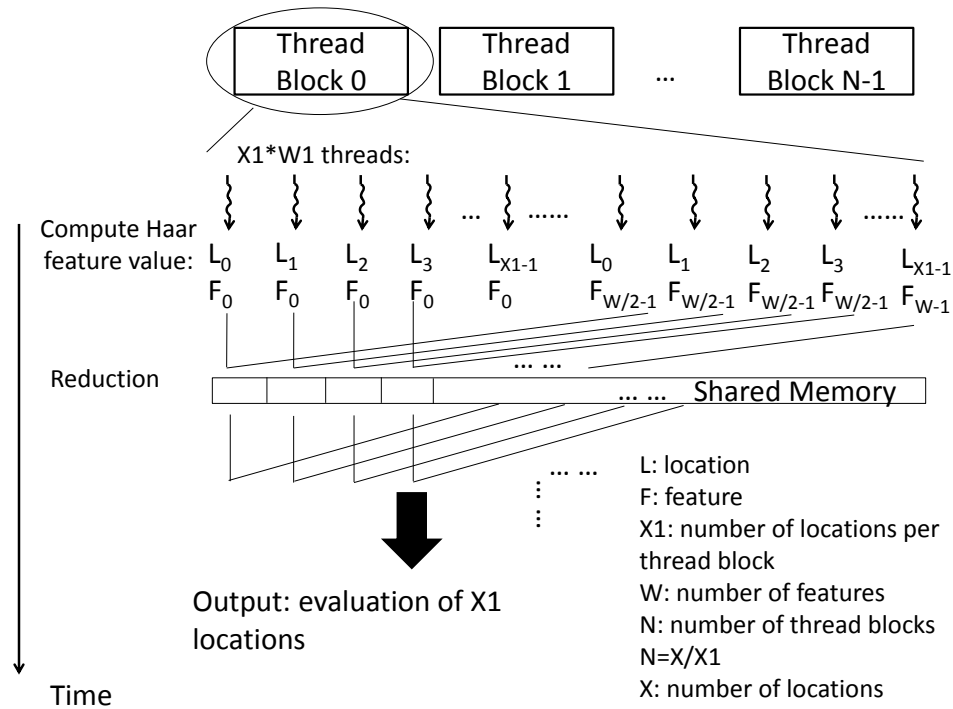 Thread Block 0
Thread Block 1
...
Thread Block N-1
X1*W1 threads:
... ...... ......
Compute Haar feature value:
L0 L1 L2 L3 LX1-1 L0 L1 L2 L3 LX1-1
F0 F0 F0 F0 F0 FW/2-1 FW/2-1 FW/2-1 FW/2-1 FW-1
... ...
Reduction
... ... Shared Memory
... ...
Output: evaluation of X1
locations
L: location
F: feature
X1: number of locations per
thread block
W: number of features
N: number of thread blocks
N=X/X1
X: number of locations
Time